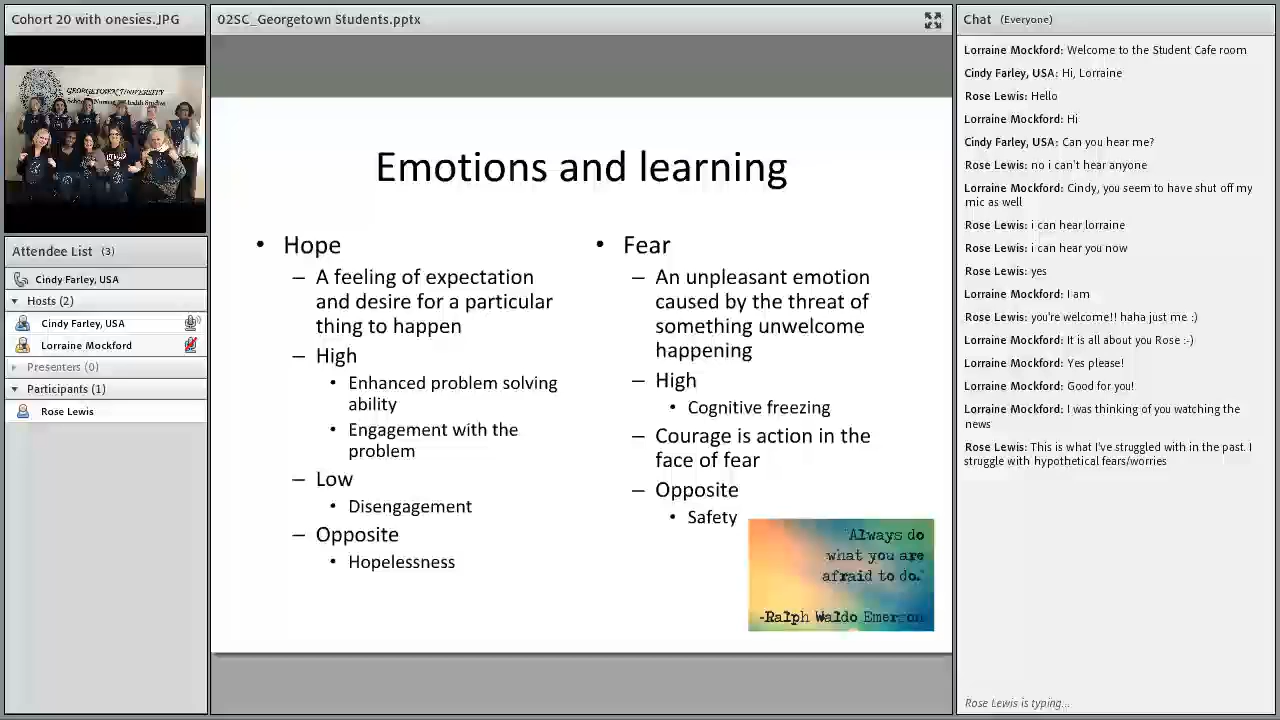 Cohort 20 with onesies.JPG
GEORGETOWN UNIVERSITY
School of Nursing & Health Studies
Attendee List (3)
Cindy Farley, USA
Hosts (2)
Cindy Farley, USA
Lorraine Mockford
Presenters (0)
Participants (1)
Rose Lewis
02SC_Georgetown Students.pptx
Emotions and learning
• Hope
– A feeling of expectation
and desire for a particular
thing to happen
– High
• Enhanced problem solving
ability
• Engagement with the
problem
– Low
• Disengagement
– Opposite
• Hopelessness
• Fear
– An unpleasant emotion
caused by the threat of
something unwelcome
happening
– High
• Cognitive freezing
– Courage is action in the
face of fear
– Opposite
• Safety
"Always do
what you are
afraid to do."
-Ralph Waldo Emerson
Chat (Everyone)
Lorraine Mockford: Welcome to the Student Cafe room
Cindy Farley, USA: Hi, Lorraine
Rose Lewis: Hello
Lorraine Mockford: Hi
Cindy Farley, USA: Can you hear me?
Rose Lewis: no i can't hear anyone
Lorraine Mockford: Cindy, you seem to have shut off my
mic as well
Rose Lewis: i can hear lorraine
Rose Lewis: i can hear you now
Rose Lewis: yes
Lorraine Mockford: I am
Rose Lewis: you're welcome!! haha just me :)
Lorraine Mockford: It is all about you Rose :-)
Lorraine Mockford: Yes please!
Lorraine Mockford: Good for you!
Lorraine Mockford: I was thinking of you watching the
news
Rose Lewis: This is what I've struggled with in the past. I
struggle with hypothetical fears/worries
Rose Lewis is typing...